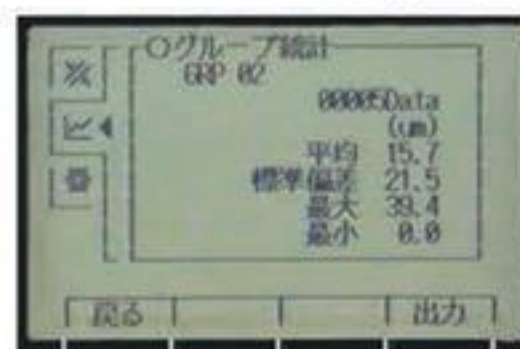 ○グループ統計
GRP 02
00005Data
(um)
平均 15.7
標準偏差 21.5
最大 39.4
最小 0.0
戻る 出力